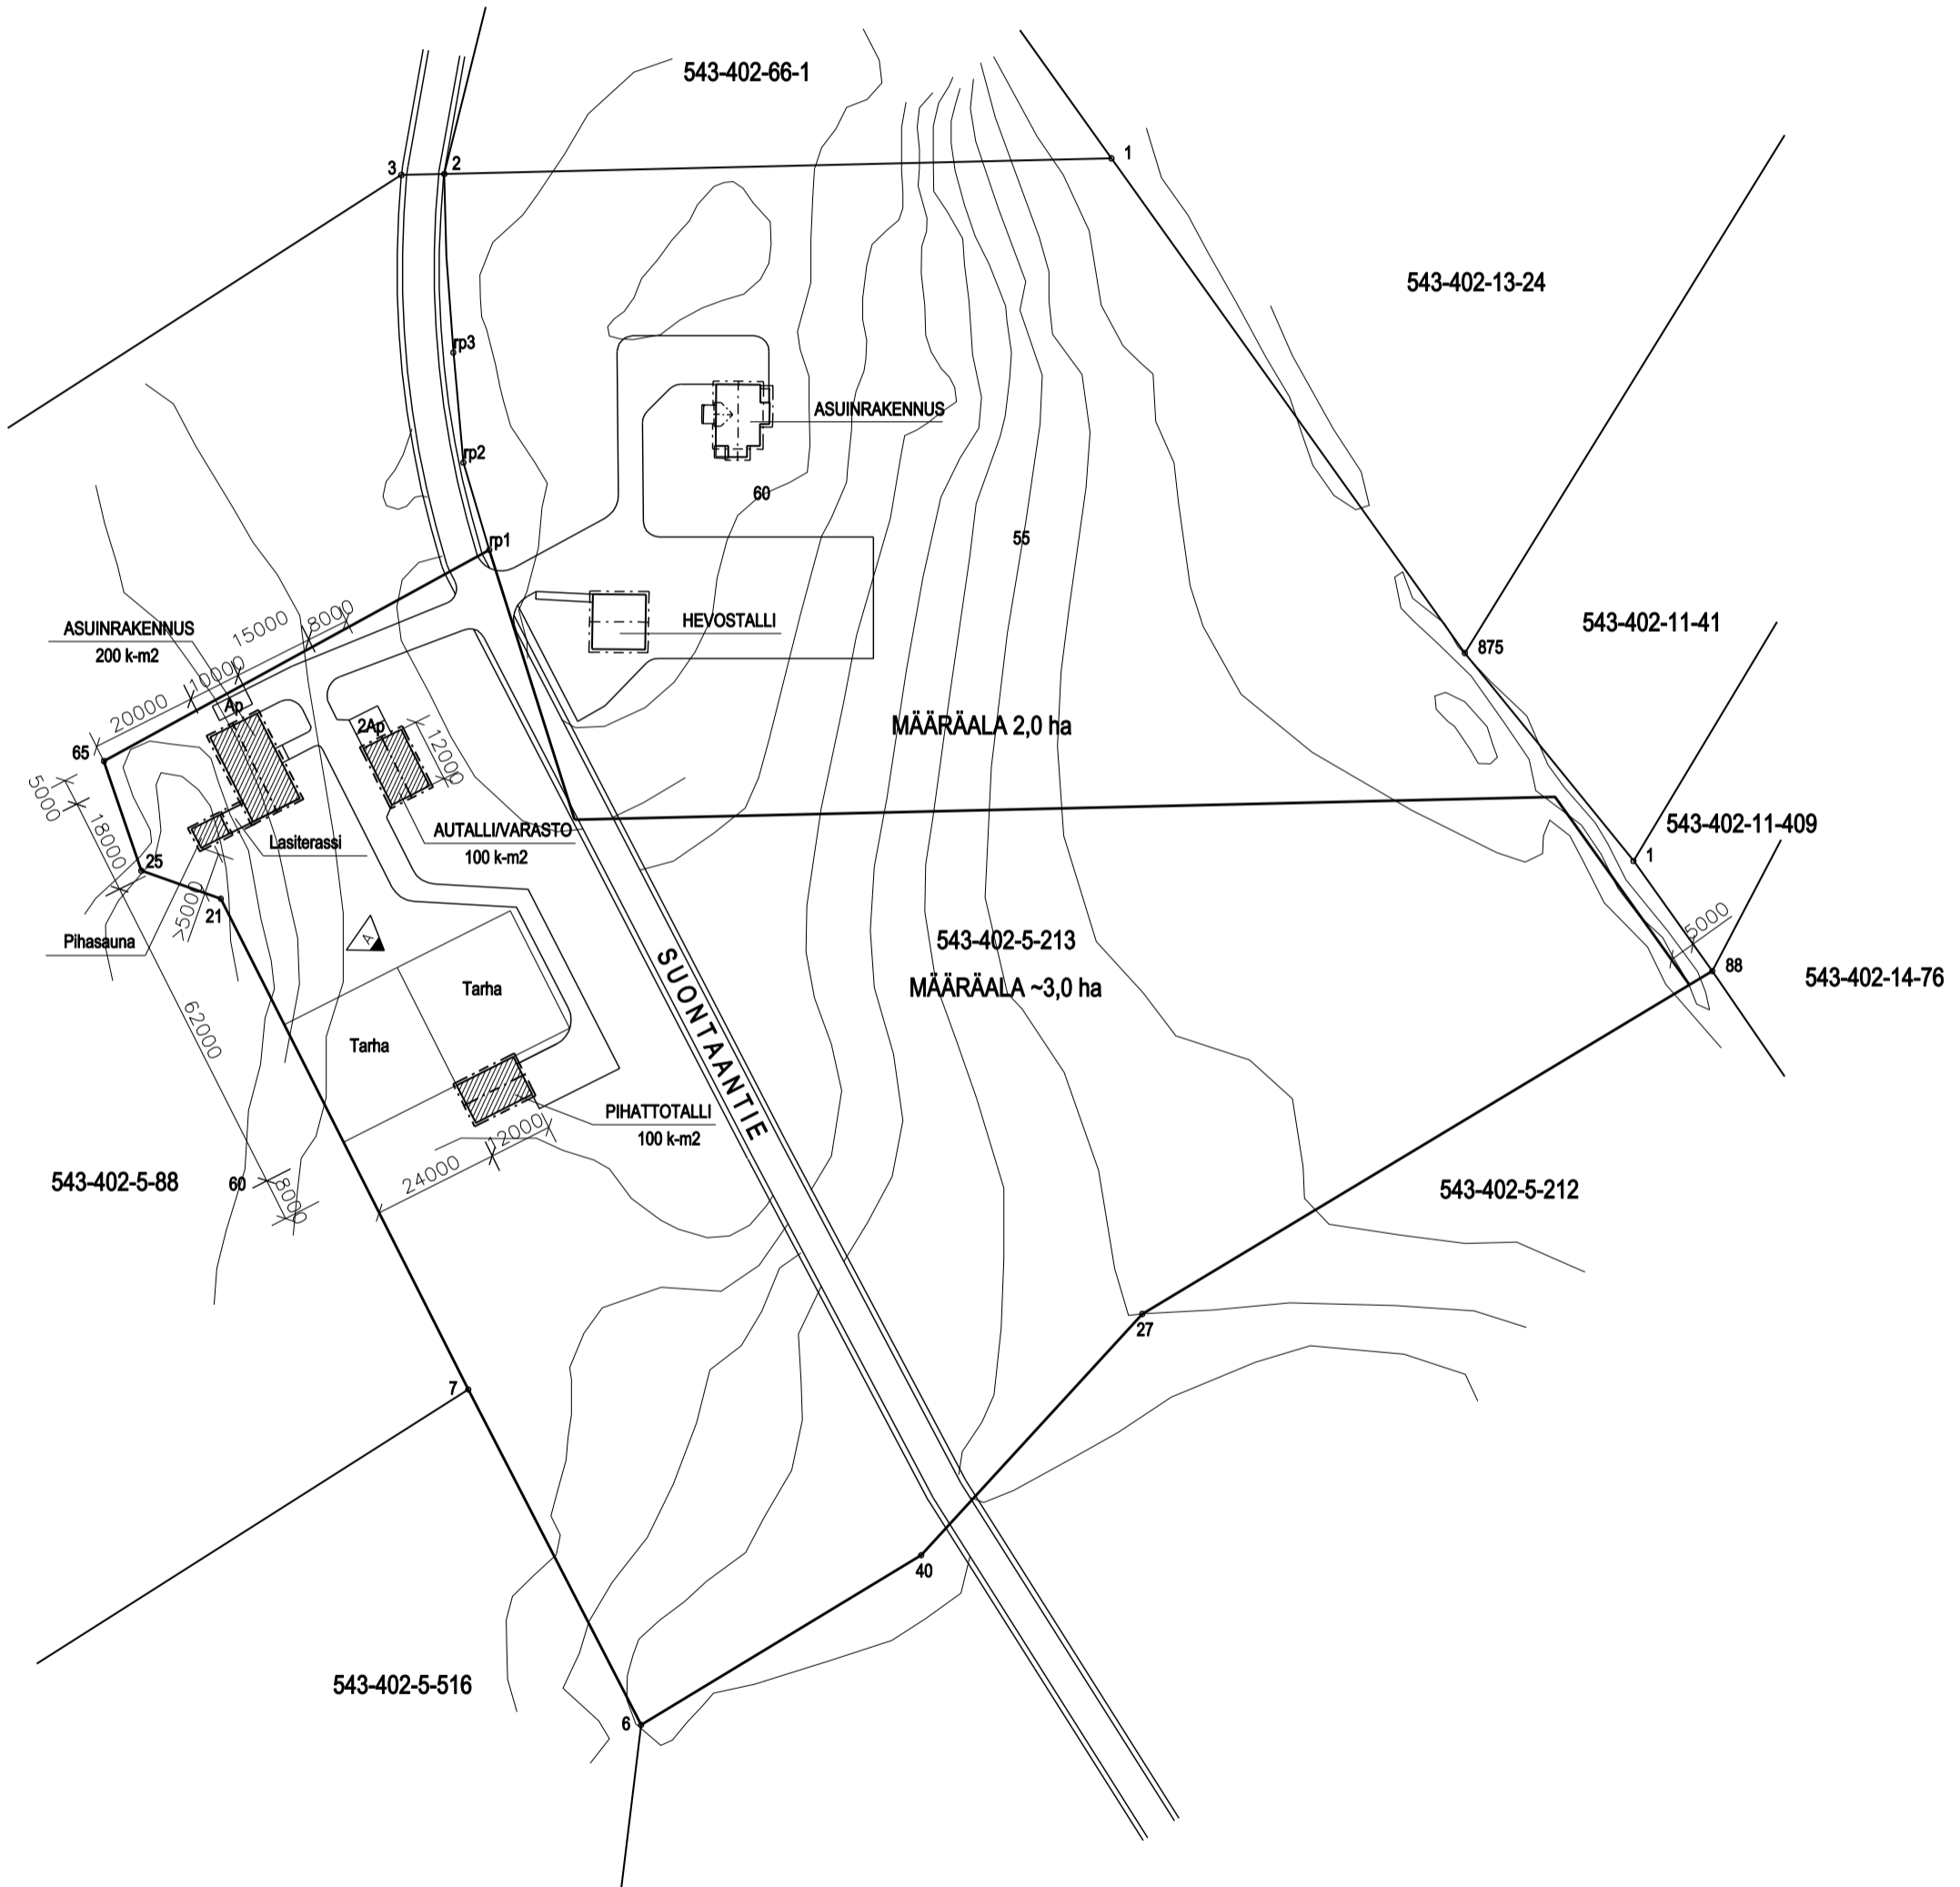 543-402-66-1
1
3
2
543-402-13-24
rp3
ASUINRAKENNUS
rp2
60
55
rp1
ASUINRAKENNUS
200 k-m2
15000
8000
HEVOSTALLI
543-402-11-41
875
10000
20000
Ap
2Ap
MÄÄRÄALA 2,0 ha
65
12000
5000
18000
AUTALLI/VARASTO
100 k-m2
Lasiterassi
543-402-11-409
1
25
>5000
21
5000
Pihasauna
A
543-402-5-213
MÄÄRÄALA ~3,0 ha
88
543-402-14-76
SUONTAANTIE
Tarha
Tarha
62000
PIHATTOTALLI
100 k-m2
12000
24000
543-402-5-88
60
8000
543-402-5-212
27
7
40
543-402-5-516
6